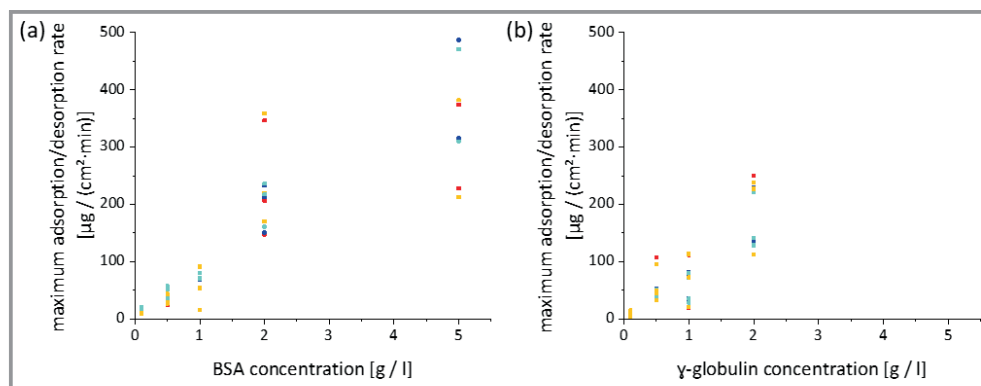 (a)
maximum adsorption/desorption rate
[µg / (cm²·min)]
500
400
300
200
100
0
0 1 2 3 4 5
BSA concentration [g / l]
(b)
maximum adsorption/desorption rate
[µg / (cm²·min)]
500
400
300
200
100
0
0 1 2 3 4 5
ɣ-globulin concentration [g / l]